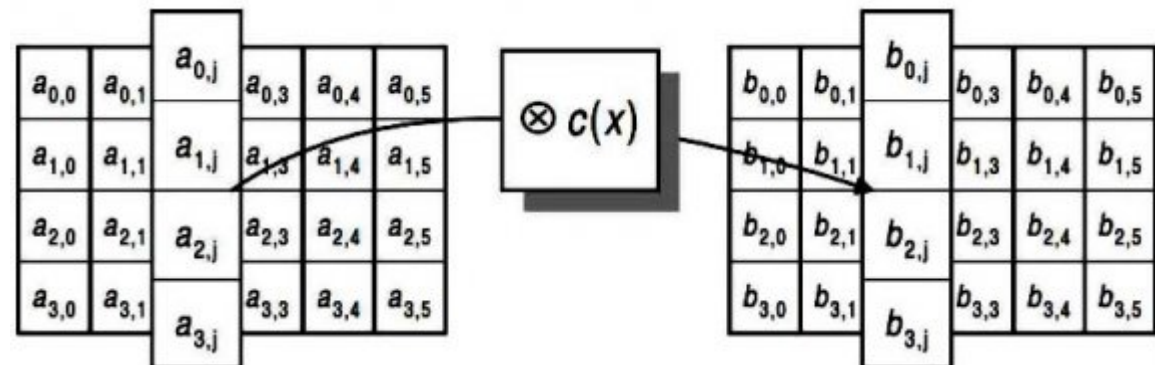 a0,0 a0,1 a0,j a0,3 a0,4 a0,5
a1,0 a1,1 a1,j a1,3 a1,4 a1,5
a2,0 a2,1 a2,j a2,3 a2,4 a2,5
a3,0 a3,1 a3,j a3,3 a3,4 a3,5
⊗ c(x)
b0,0 b0,1 b0,j b0,3 b0,4 b0,5
b1,0 b1,1 b1,j b1,3 b1,4 b1,5
b2,0 b2,1 b2,j b2,3 b2,4 b2,5
b3,0 b3,1 b3,j b3,3 b3,4 b3,5